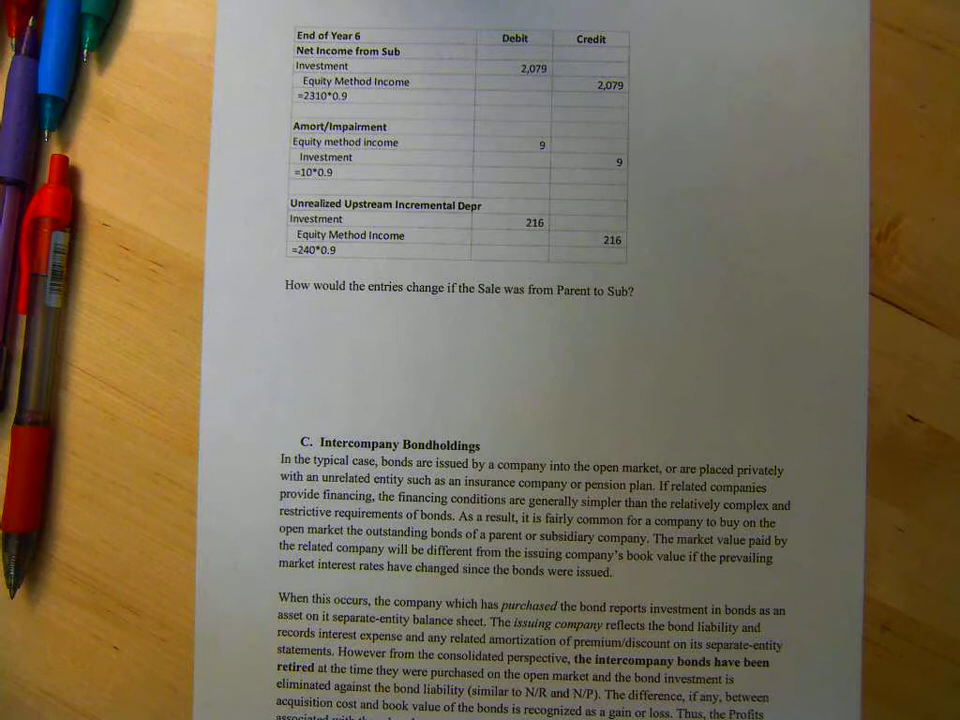 End of Year 6 Debit Credit
Net Income from Sub
Investment 2,079
Equity Method Income 2,079
=2310*0.9
Amort/Impairment
Equity method income 9
Investment 9
=10*0.9
Unrealized Upstream Incremental Depr
Investment 216
Equity Method Income 216
=240*0.9
How would the entries change if the Sale was from Parent to Sub?
C. Intercompany Bondholdings
In the typical case, bonds are issued by a company into the open market, or are placed privately
with an unrelated entity such as an insurance company or pension plan. If related companies
provide financing, the financing conditions are generally simpler than the relatively complex and
restrictive requirements of bonds. As a result, it is fairly common for a company to buy on the
open market the outstanding bonds of a parent or subsidiary company. The market value paid by
the related company will be different from the issuing company's book value if the prevailing
market interest rates have changed since the bonds were issued.
When this occurs, the company which has purchased the bond reports investment in bonds as an
asset on it separate-entity balance sheet. The issuing company reflects the bond liability and
records interest expense and any related amortization of premium/discount on its separate-entity
statements. However from the consolidated perspective, the intercompany bonds have been
retired at the time they were purchased on the open market and the bond investment is
eliminated against the bond liability (similar to N/R and N/P). The difference, if any, between
acquisition cost and book value of the bonds is recognized as a gain or loss. Thus, the Profits